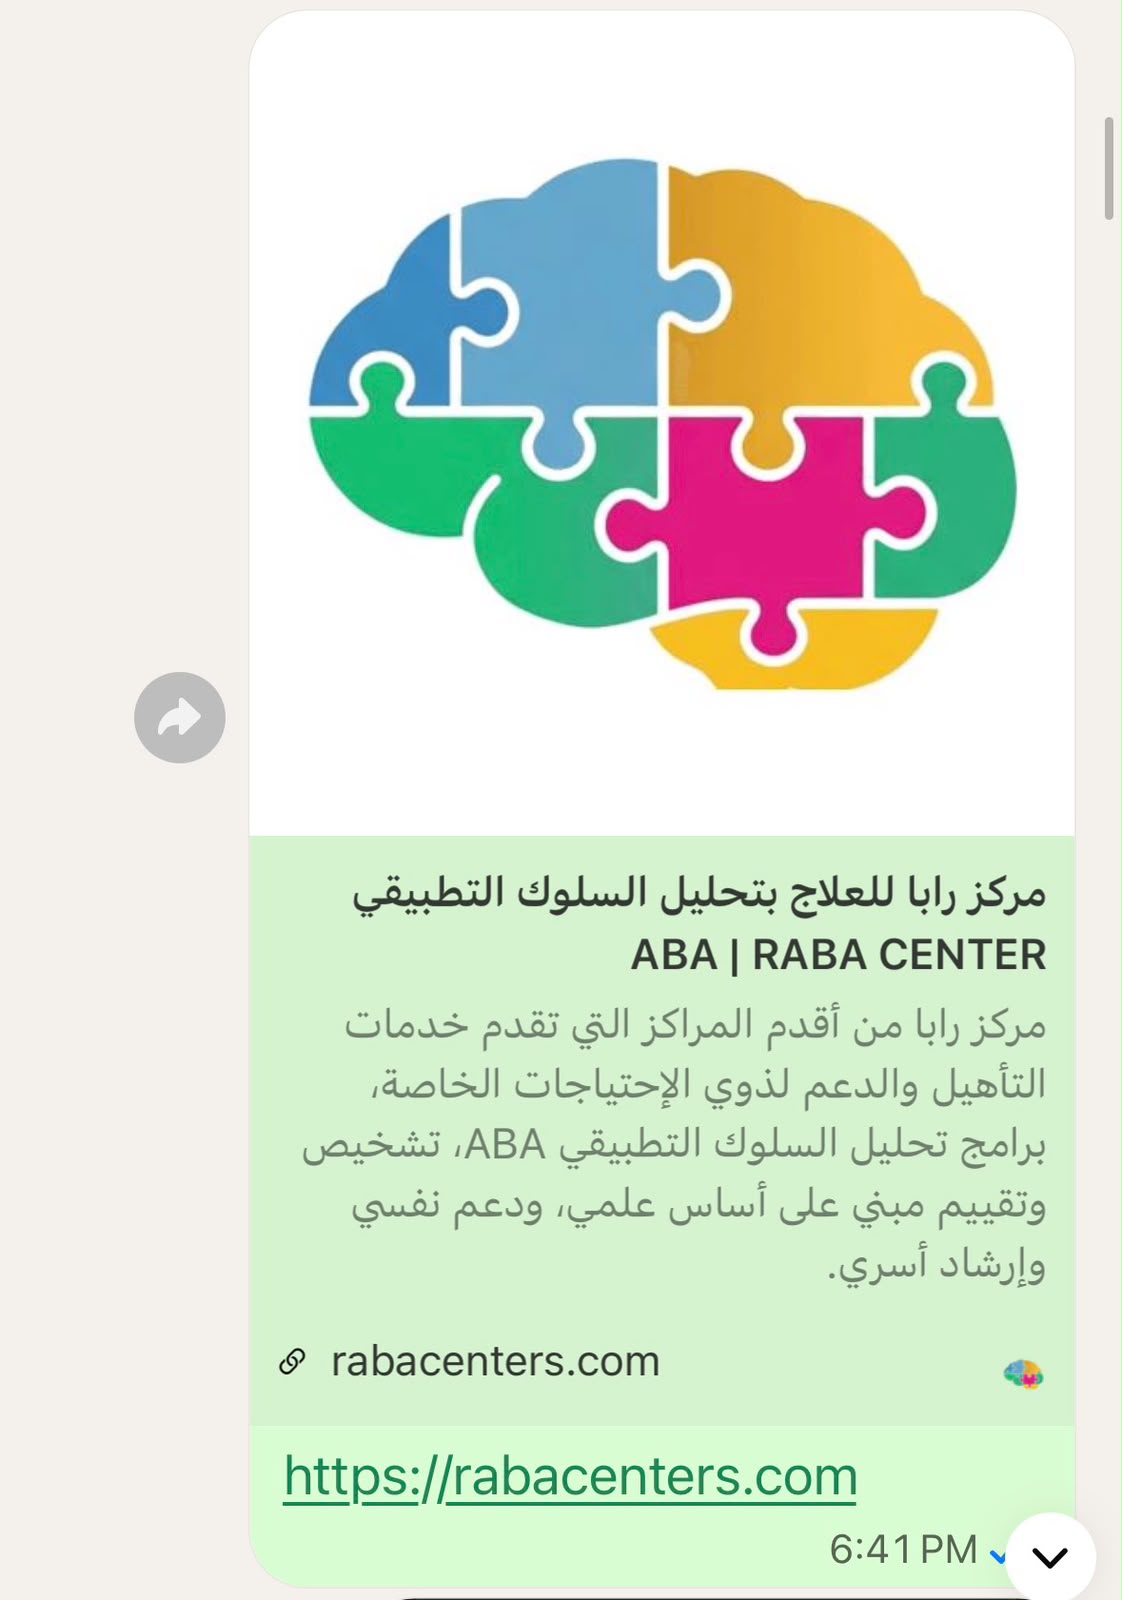 مركز رابا للعلاج بتحليل السلوك التطبيقي
ABA | RABA CENTER
مركز رابا من أقدم المراكز التي تقدم خدمات
التأهيل والدعم لذوي الإحتياجات الخاصة،
برامج تحليل السلوك التطبيقي ABA، تشخيص
وتقييم مبني على أساس علمي، ودعم نفسي
وإرشاد أسري.
rabacenters.com
https://rabacenters.com
6:41 PM